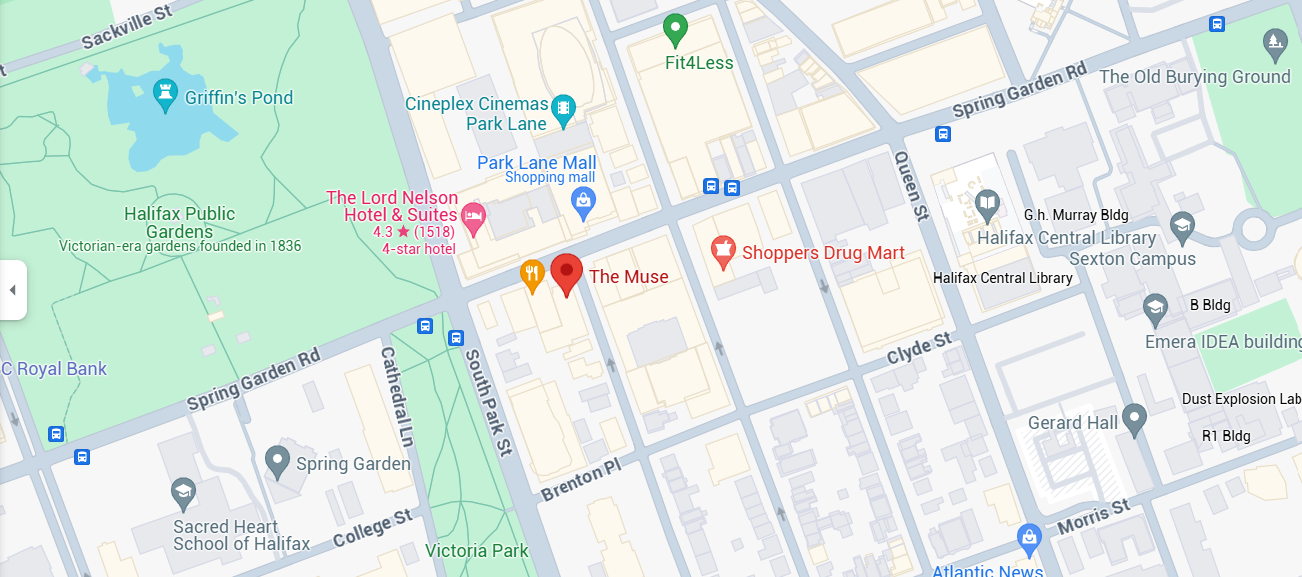 Sackville St
t
Fit4Less
The Old Burying Ground
Spring Garden Rd
Griffin's Pond
Cineplex Cinemas
Park Lane
Park Lane Mall
Shopping mall
Queen St
The Lord Nelson
Hotel & Suites
4.3 ★ (1518)
4-star hotel
Halifax Public
Gardens
Victorian-era gardens founded in 1836
G.h. Murray Bldg
Halifax Central Library
Sexton Campus
Shoppers Drug Mart
The Muse
Halifax Central Library
B Bldg
Emera IDEA building
Clyde St
C Royal Bank
Spring Garden Rd
Cathedral Ln
South Park St
Dust Explosion Lab
Gerard Hall
R1 Bldg
Spring Garden
Brenton Pl
Sacred Heart
School of Halifax
College St
Morris St
Victoria Park
Atlantic News